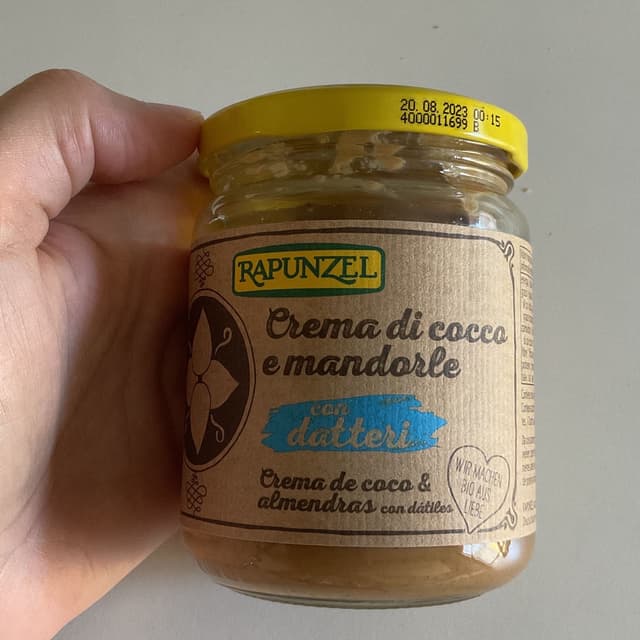 20.08.2023 00:15
4000011699 B
RAPUNZEL
Crema di cocco
e mandorle
con
datteri
Crema de coco &
almendras con dátiles
WIR MACHEN
BIO AUS
LIEBE